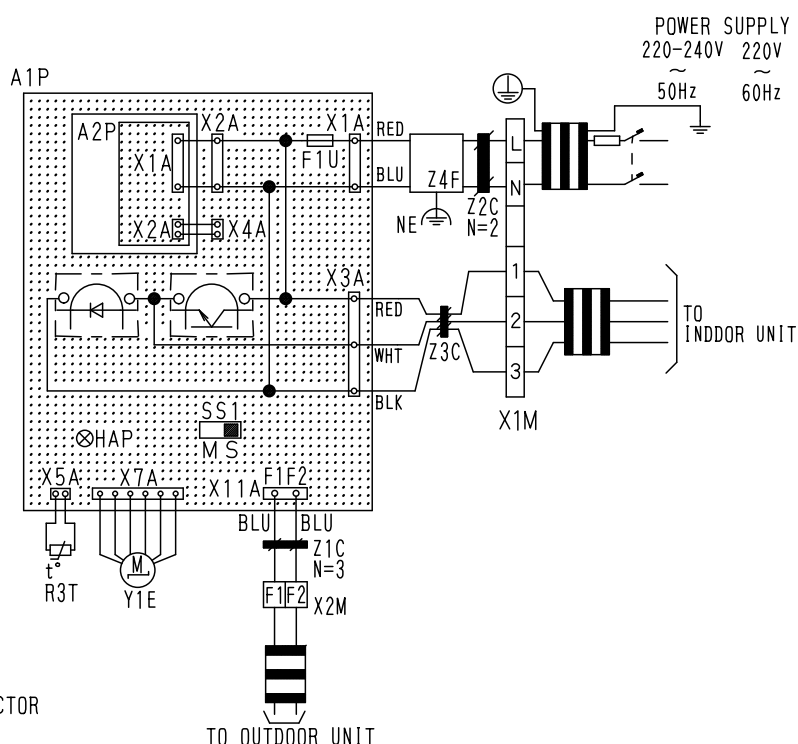 POWER SUPPLY
220-240V 220V
~ ~
50Hz 60Hz
A1P
A2P X2A X1A RED
X1A F1U
BLU Z4F
L
N
X2A X4A NE Z2C
N=2
X3A
RED
1
2
3
WHT Z3C
BLK
TO
INDDOR UNIT
X1M
SS1
M S
HAP
X5A X7A X11A F1F2
BLU BLU
Z1C
N=3
t°
R3T
M
Y1E
F1 F2 X2M
CTOR
TO OUTDOOR UNIT